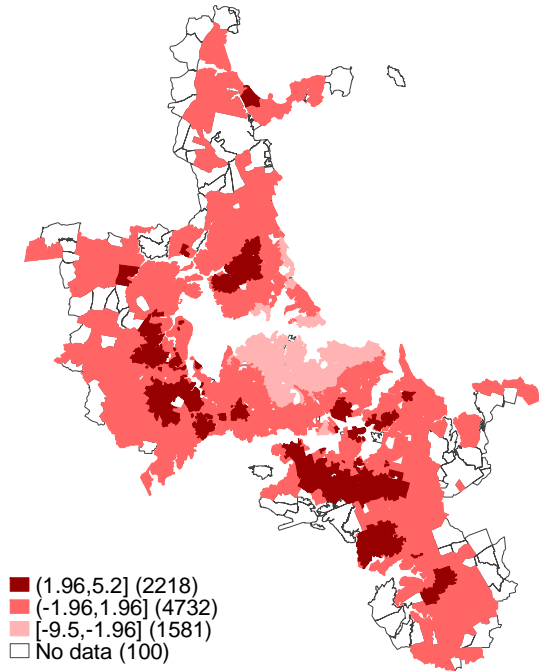 (1.96,5.2] (2218)
(-1.96,1.96] (4732)
[-9.5,-1.96] (1581)
No data (100)